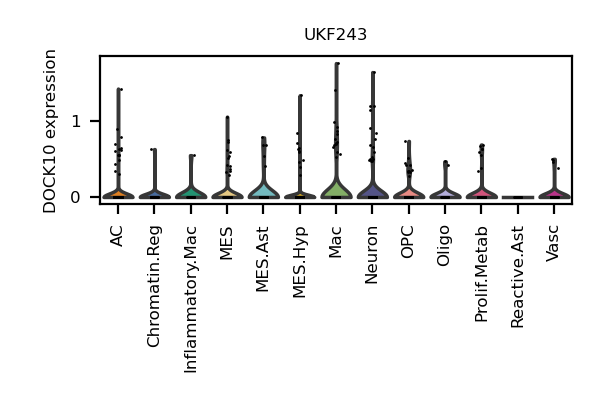 UKF243
DOCK10 expression
1
0
AC
Chromatin.Reg
Inflammatory.Mac
MES
MES.Ast
MES.Hyp
Mac
Neuron
OPC
Oligo
Prolif.Metab
Reactive.Ast
Vasc